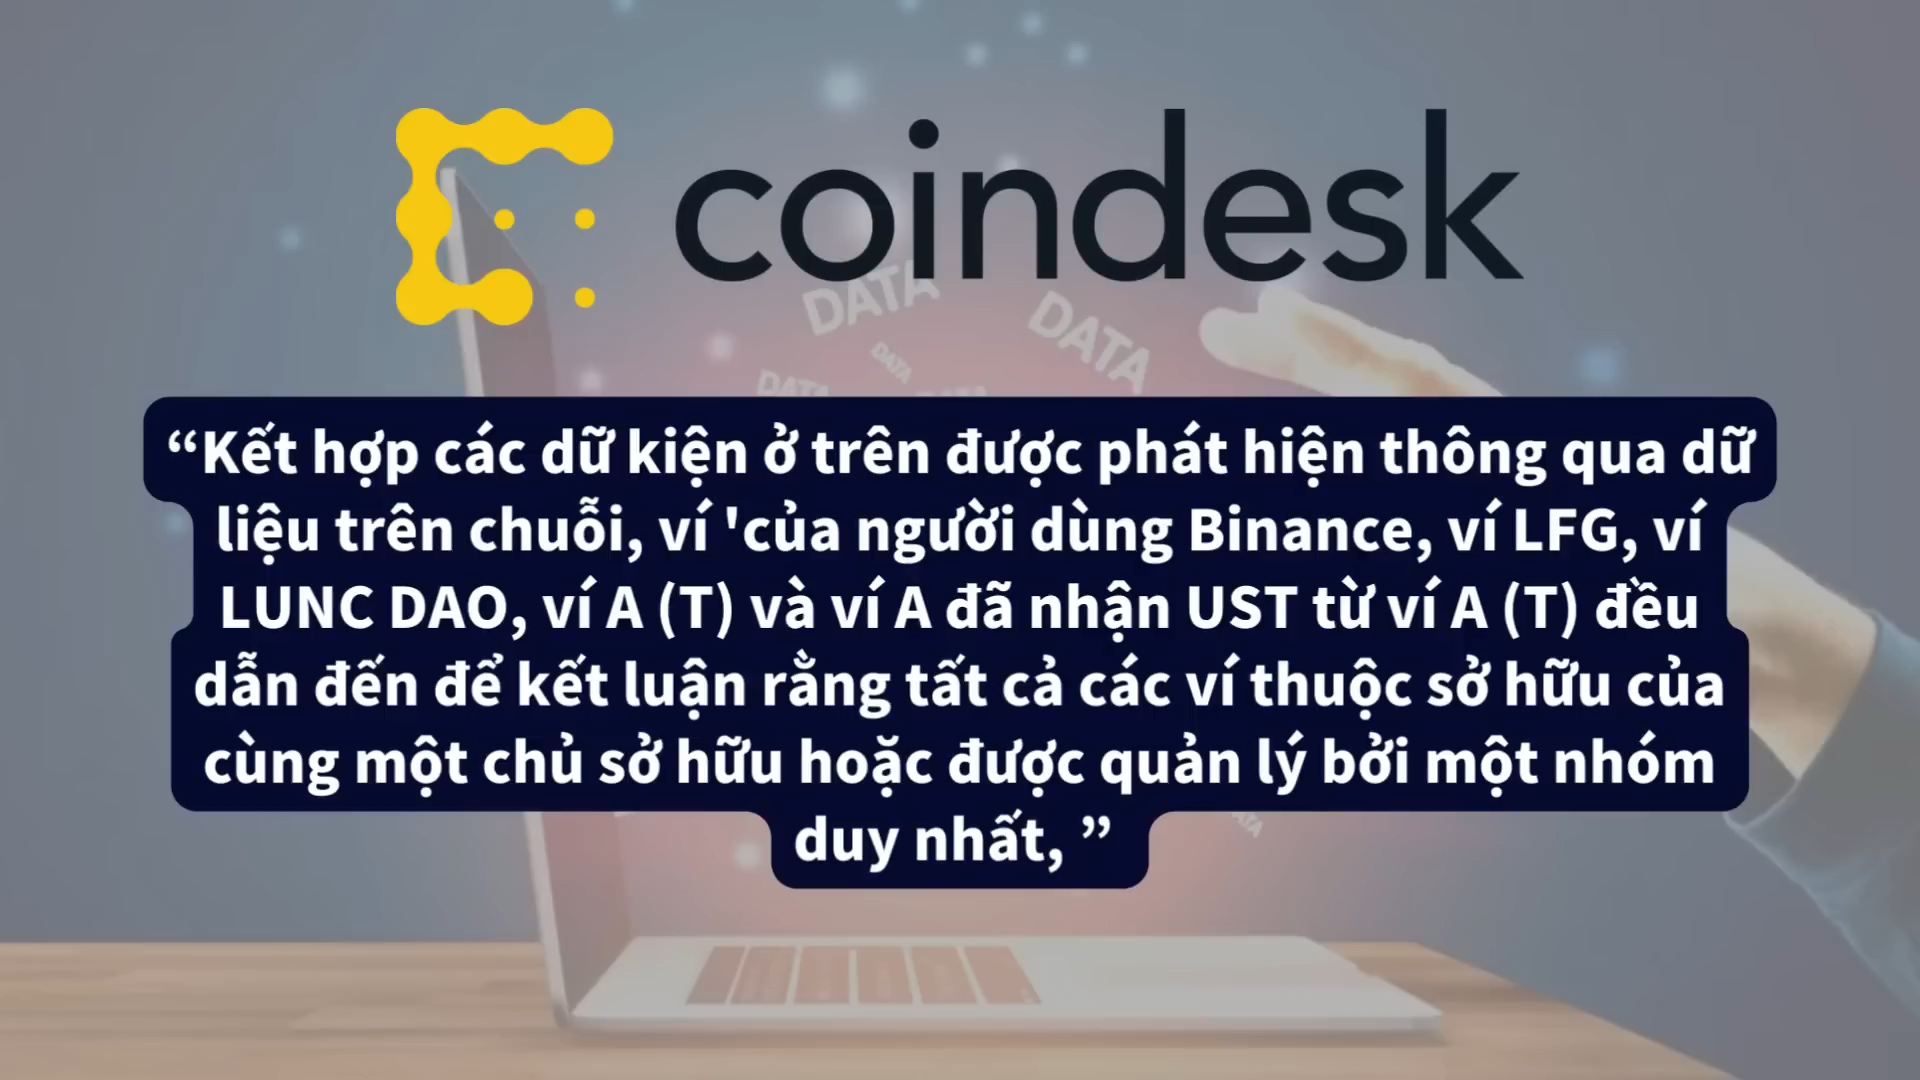 coindesk
DATA
DATA
DATA
DATA
DATA
“Kết hợp các dữ kiện ở trên được phát hiện thông qua dữ
liệu trên chuỗi, ví 'của người dùng Binance, ví LFG, ví
LUNC DAO, ví A (T) và ví A đã nhận UST từ ví A (T) đều
dẫn đến để kết luận rằng tất cả các ví thuộc sở hữu của
cùng một chủ sở hữu hoặc được quản lý bởi một nhóm
duy nhất, ”